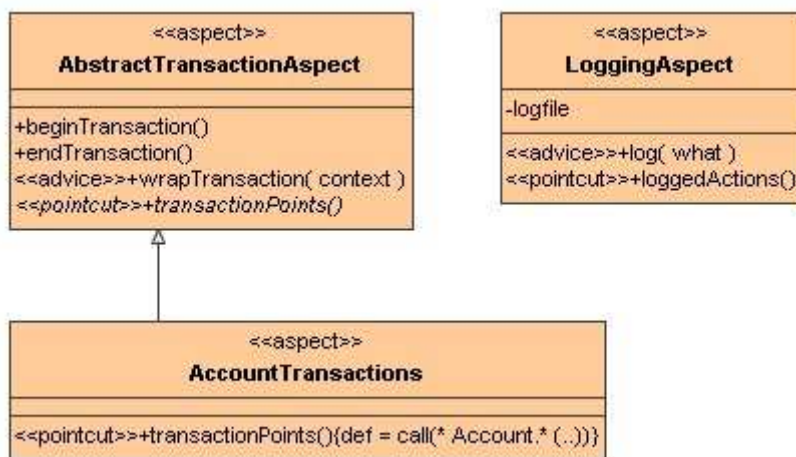 <<aspect>>
AbstractTransactionAspect
+beginTransaction()
+endTransaction()
<<advice>>+wrapTransaction( context )
<<pointcut>>+transactionPoints()
<<aspect>>
LoggingAspect
-logfile
<<advice>>+log( what )
<<pointcut>>+loggedActions()
<<aspect>>
AccountTransactions
<<pointcut>>+transactionPoints(){def = call(* Account.* (..))}